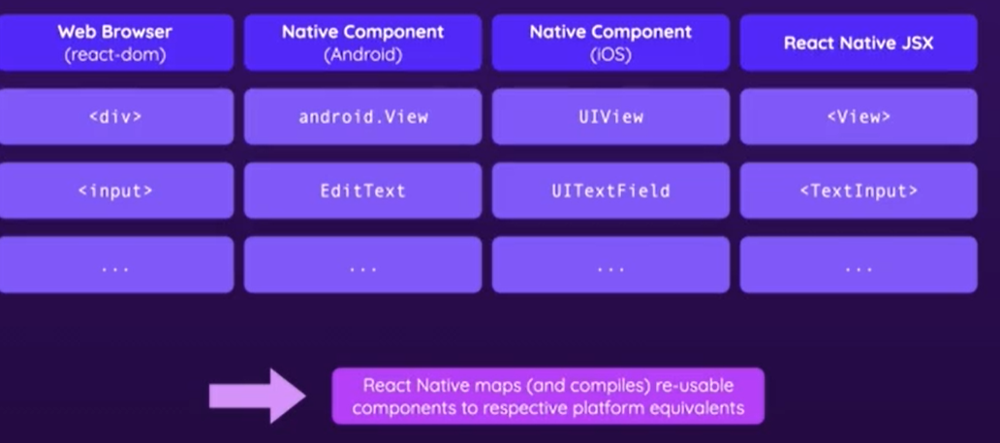 Web Browser
(react-dom)
Native Component
(Android)
Native Component
(iOS)
React Native JSX
<div>
android.View
UIView
<View>
<input>
EditText
UITextField
<TextInput>
...
...
...
...
React Native maps (and compiles) re-usable
components to respective platform equivalents